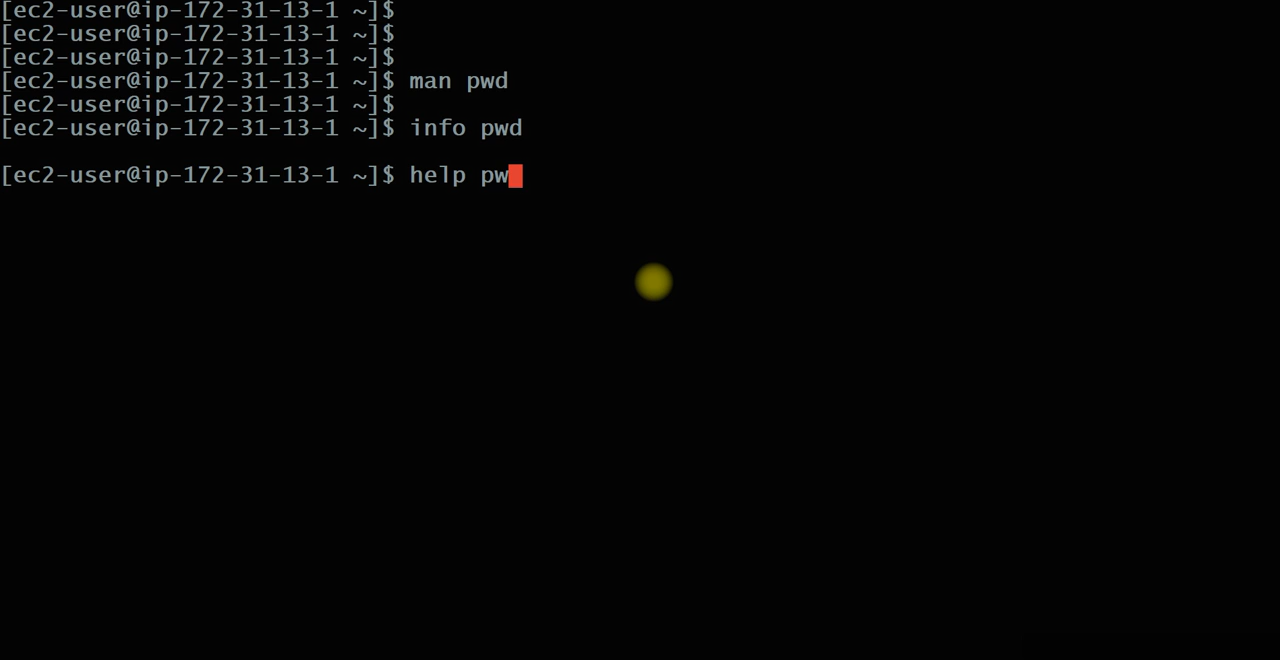 [ec2-user@ip-172-31-13-1 ~]$
[ec2-user@ip-172-31-13-1 ~]$
[ec2-user@ip-172-31-13-1 ~]$
[ec2-user@ip-172-31-13-1 ~]$ man pwd
[ec2-user@ip-172-31-13-1 ~]$
[ec2-user@ip-172-31-13-1 ~]$ info pwd
[ec2-user@ip-172-31-13-1 ~]$ help pw